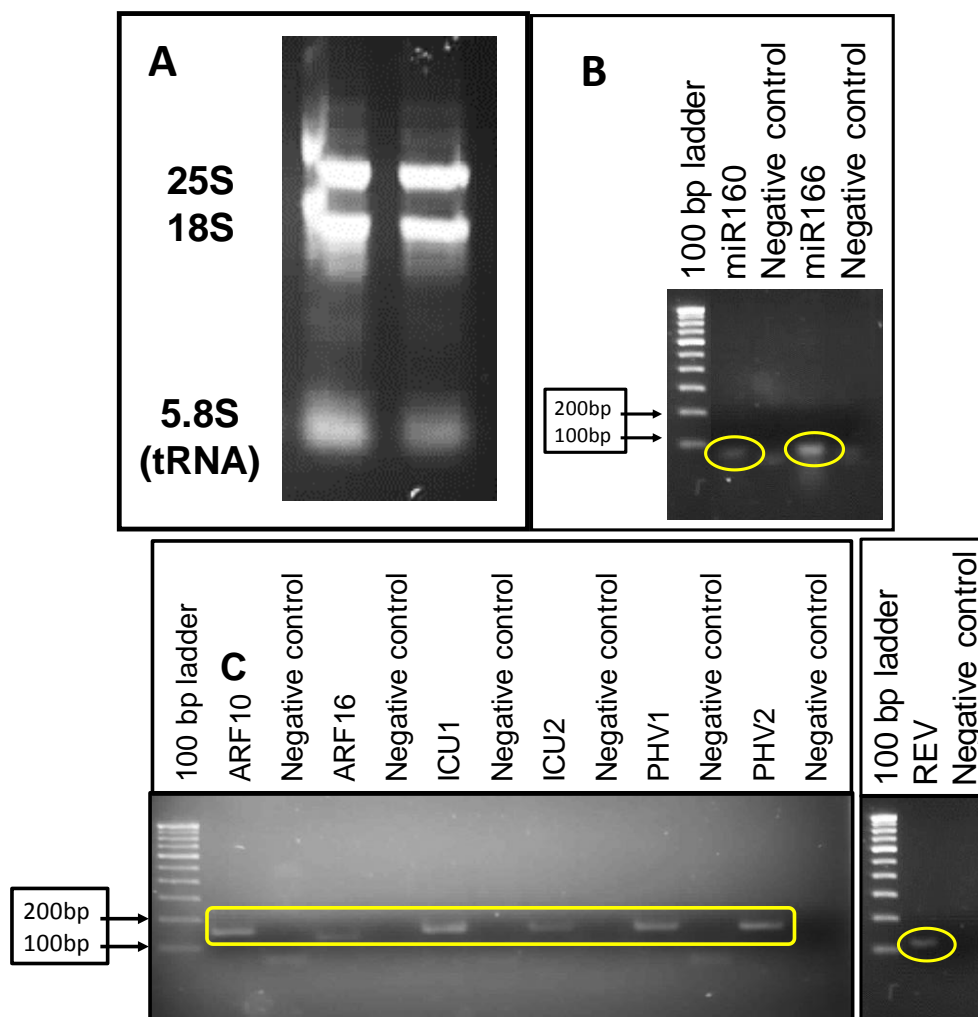 A
25S
18S
5.8S
(tRNA)
B
100 bp ladder
miR160
Negative control
miR166
Negative control
200bp
100bp
C
100 bp ladder
ARF10
Negative control
ARF16
Negative control
ICU1
Negative control
ICU2
Negative control
PHV1
Negative control
PHV2
Negative control
200bp
100bp
100 bp ladder
REV
Negative control